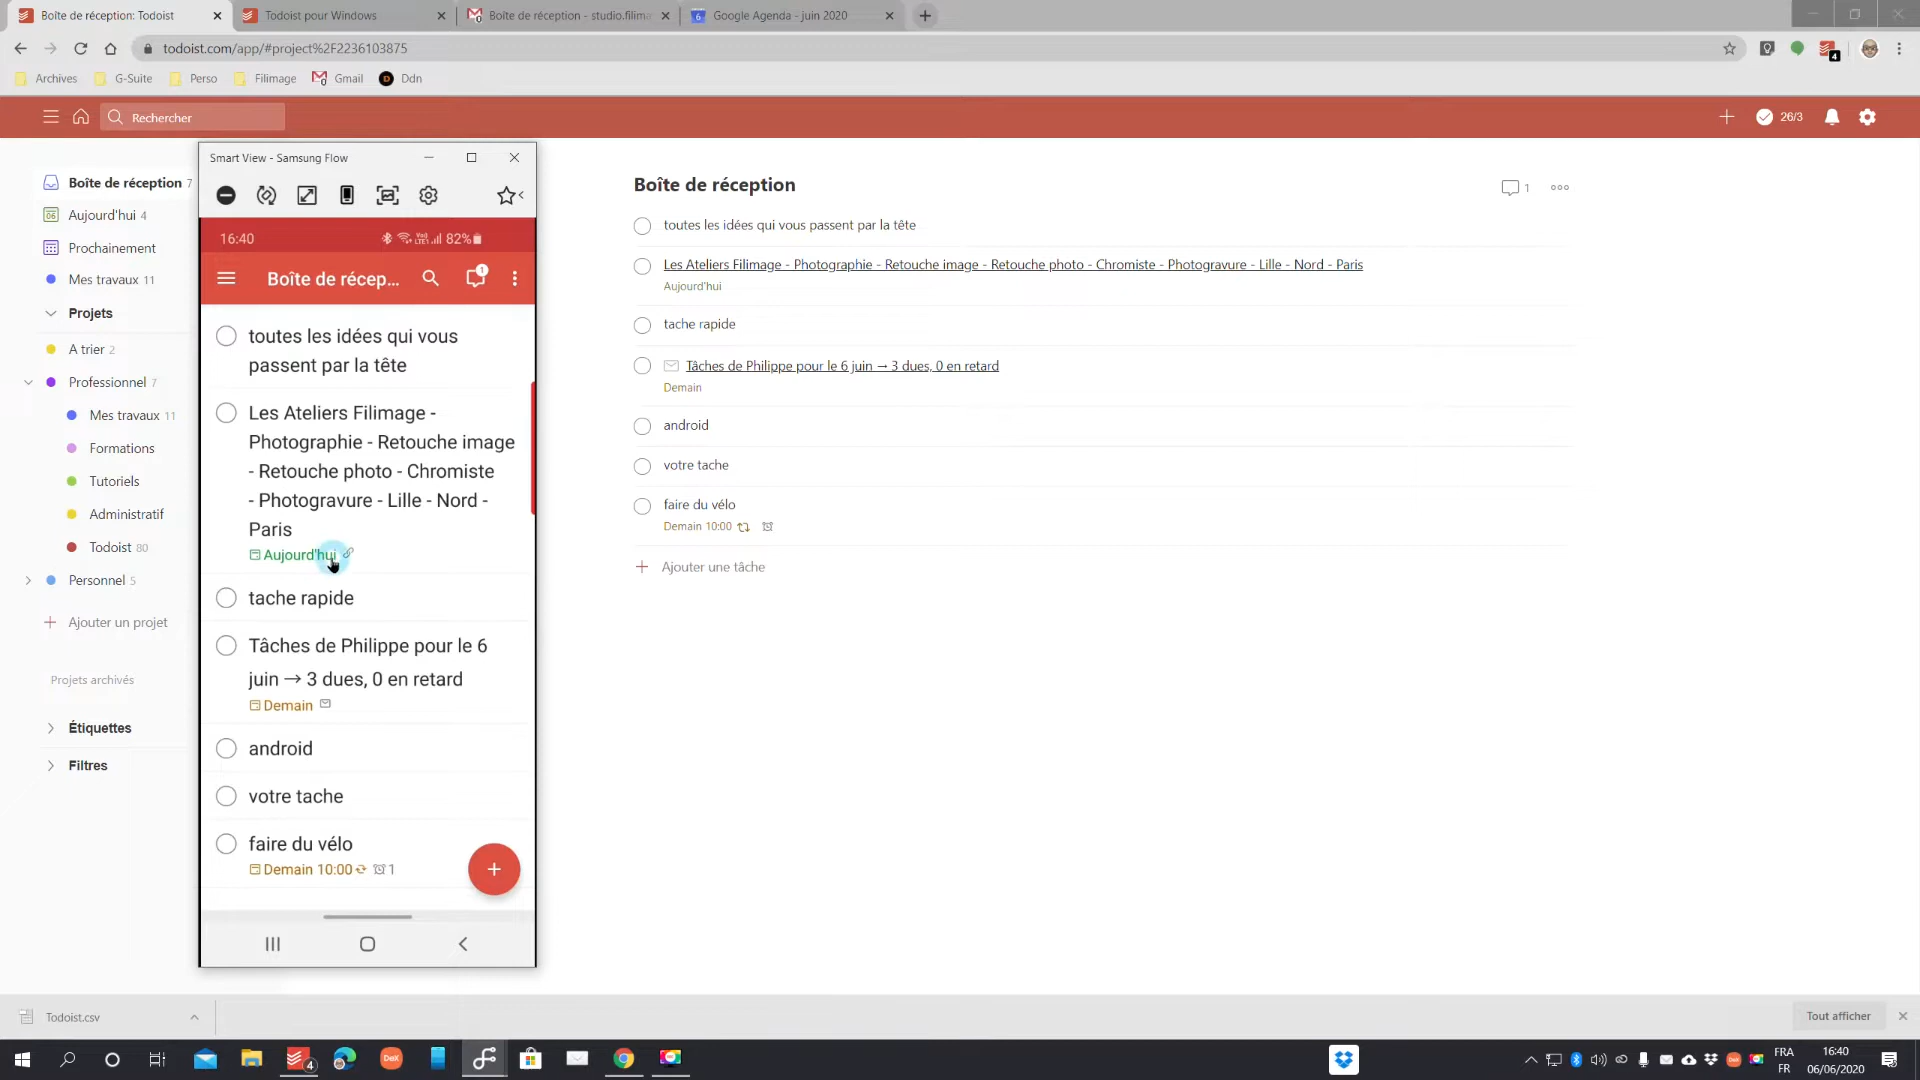 Boîte de réception: Todoist
Todoist pour Windows
Boîte de réception - studo.filima
Google Agenda - juin 2020
todoist.com/app/#project%2F2236103875
4
Archives
G-Suite
Perso
Filimage
Gmail
Ddn
Rechercher
26/3
Boîte de réception 7
06 Aujourd'hui 4
Prochainement
Mes travaux 11
Projets
A trier 2
Professionnel 7
Mes travaux 11
Formations
Tutoriels
Administratif
Todoist 80
Personnel 5
Ajouter un projet
Projets archivés
Étiquettes
Filtres
Smart View - Samsung Flow
16:40
82%
Boîte de récep...
1
toutes les idées qui vous
passent par la tête
Les Ateliers Filimage -
Photographie - Retouche image
- Retouche photo - Chromiste
- Photogravure - Lille - Nord -
Paris
Aujourd'hui
tache rapide
Tâches de Philippe pour le 6
juin → 3 dues, 0 en retard
Demain
android
votre tache
faire du vélo
Demain 10:00 1
+
Boîte de réception
1
toutes les idées qui vous passent par la tête
Les Ateliers Filimage - Photographie - Retouche image - Retouche photo - Chromiste - Photogravure - Lille - Nord - Paris
Aujourd'hui
tache rapide
Tâches de Philippe pour le 6 juin → 3 dues, 0 en retard
Demain
android
votre tache
faire du vélo
Demain 10:00
Ajouter une tâche
Todoist.csv
Tout afficher
4
DeX
FRA
FR
16:40
06/06/2020